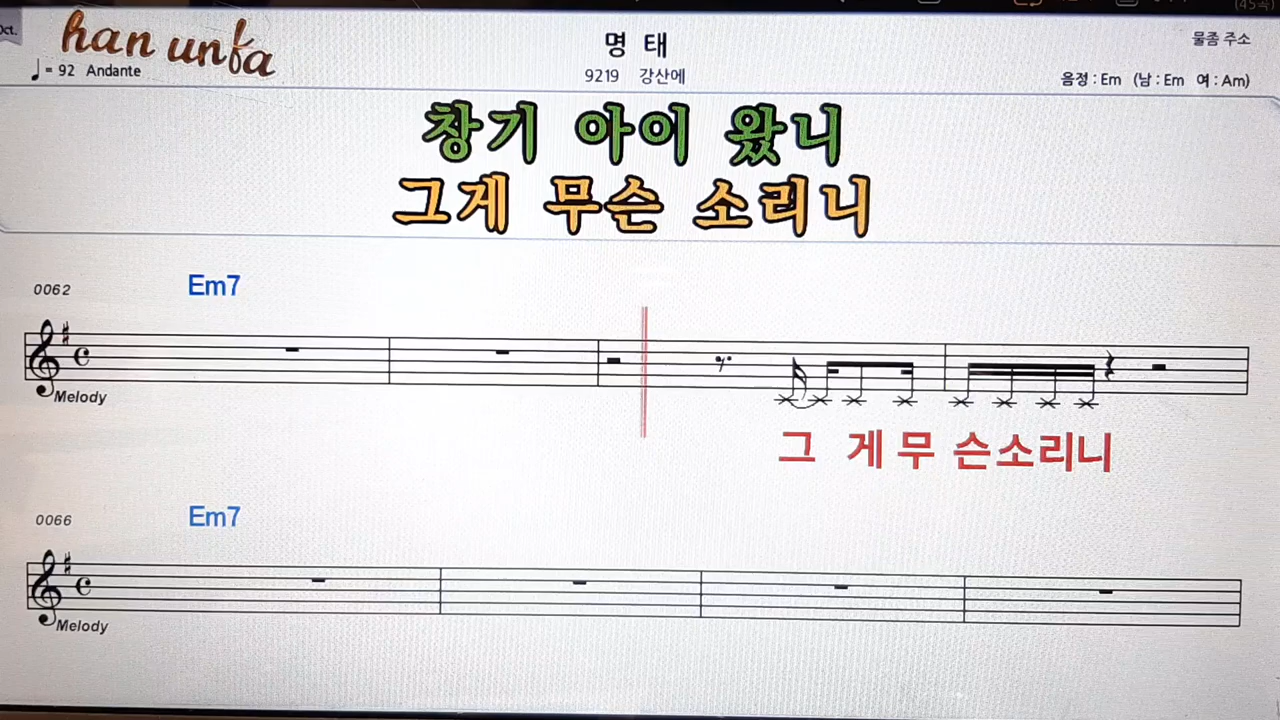 Oct.
han unfa
♩= 92 Andante
명 태
9219 강산에
물좀 주소
음정 : Em (남 : Em 여 : Am)
창기 아이 왔니
그게 무슨 소리니
0062
Em7
Melody
그 게 무 슨소리니
0066
Em7
Melody